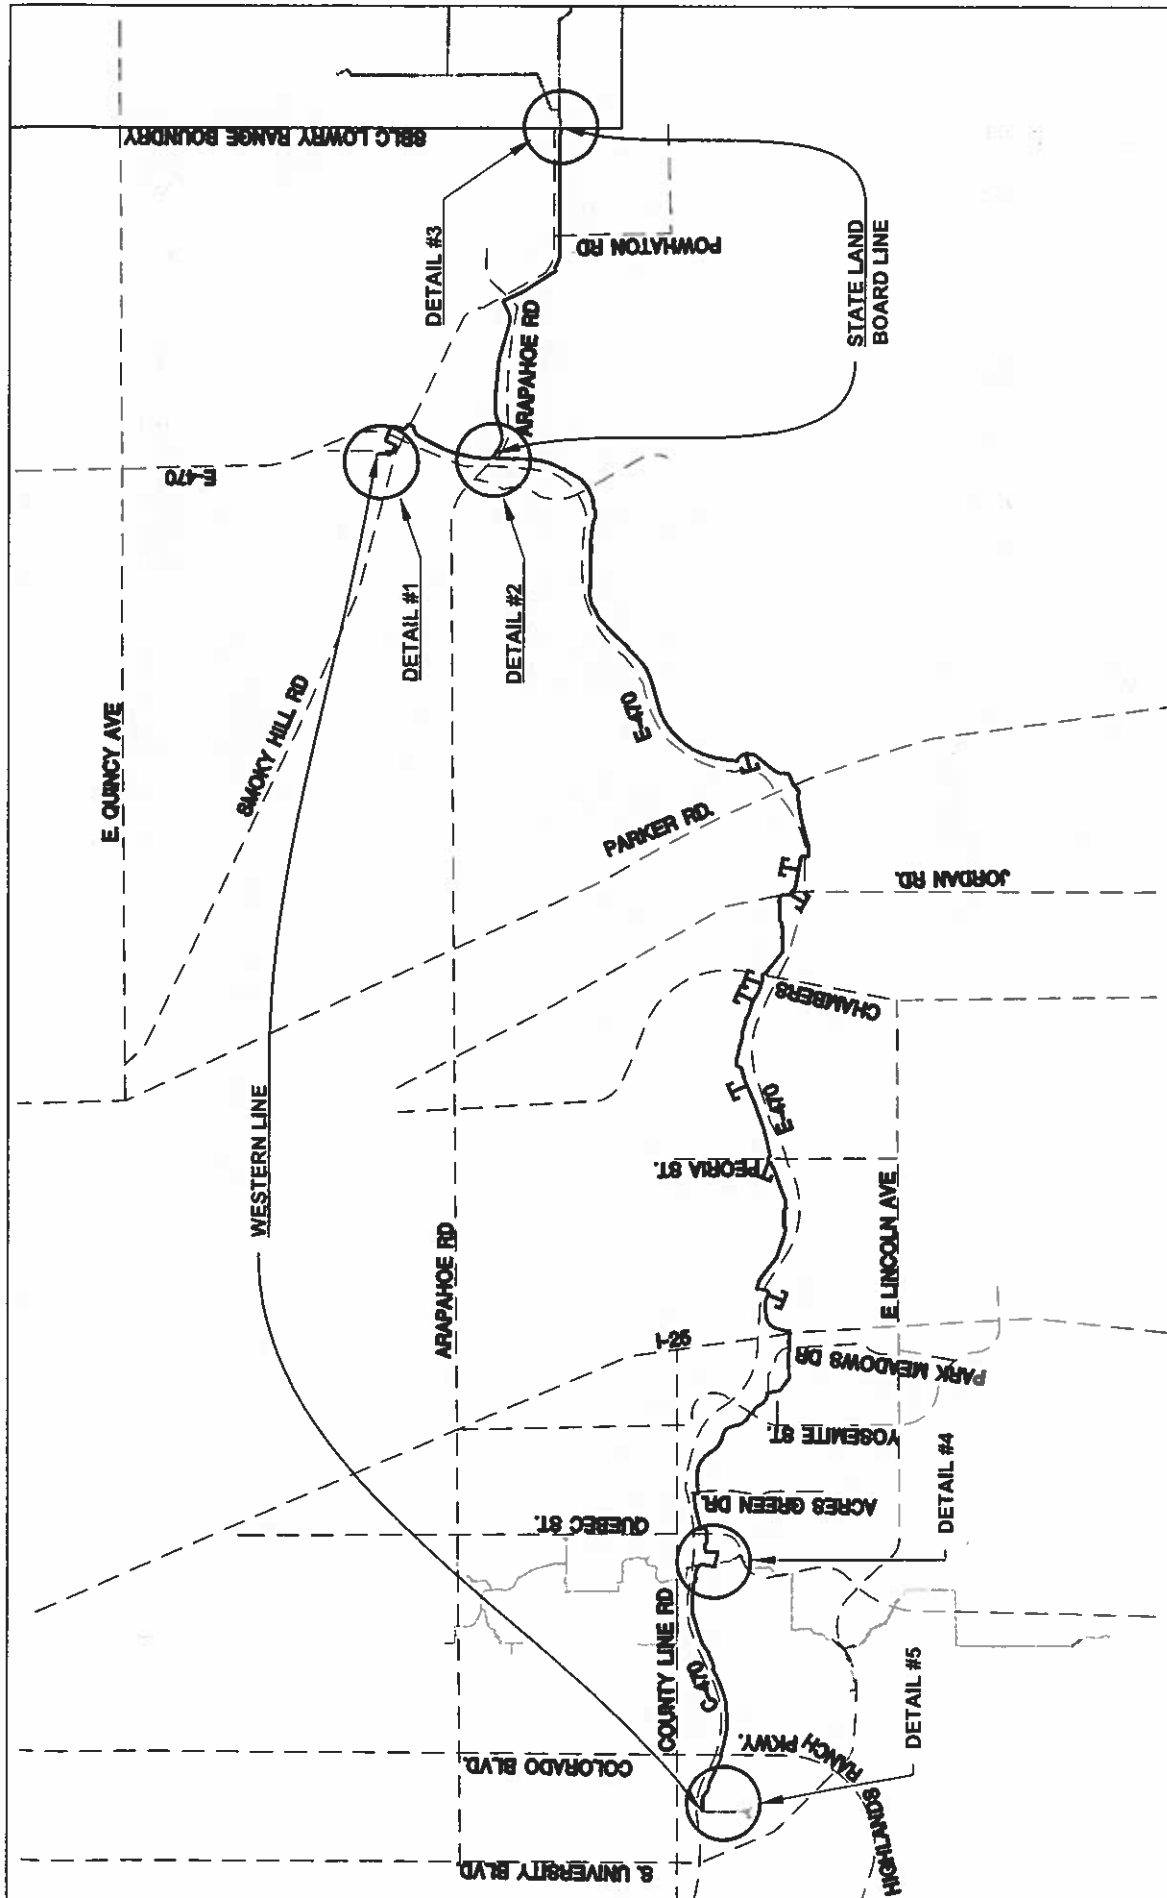 SBLC LOWRY RANGE BOUNDRY
DETAIL #3
POWHATON RD
STATE LAND
BOARD LINE
ARAPAHOE RD
E-470
DETAIL #1
DETAIL #2
E. QUINCY AVE
SMOKY HILL RD
E-470
PARKER RD.
JORDAN RD.
CHAMBERS
WESTERN LINE
E-470
PEORIA ST.
ARAPAHOE RD
E LINCOLN AVE
I-25
PARK MEADOWS DR
YOSEMITE ST.
DETAIL #4
ACRES GREEN DR.
QUEBEC ST.
COUNTY LINE RD
C-470
DETAIL #5
COLORADO BLVD.
HIGHLANDS RANCH PKWY.
S. UNIVERSITY BLVD